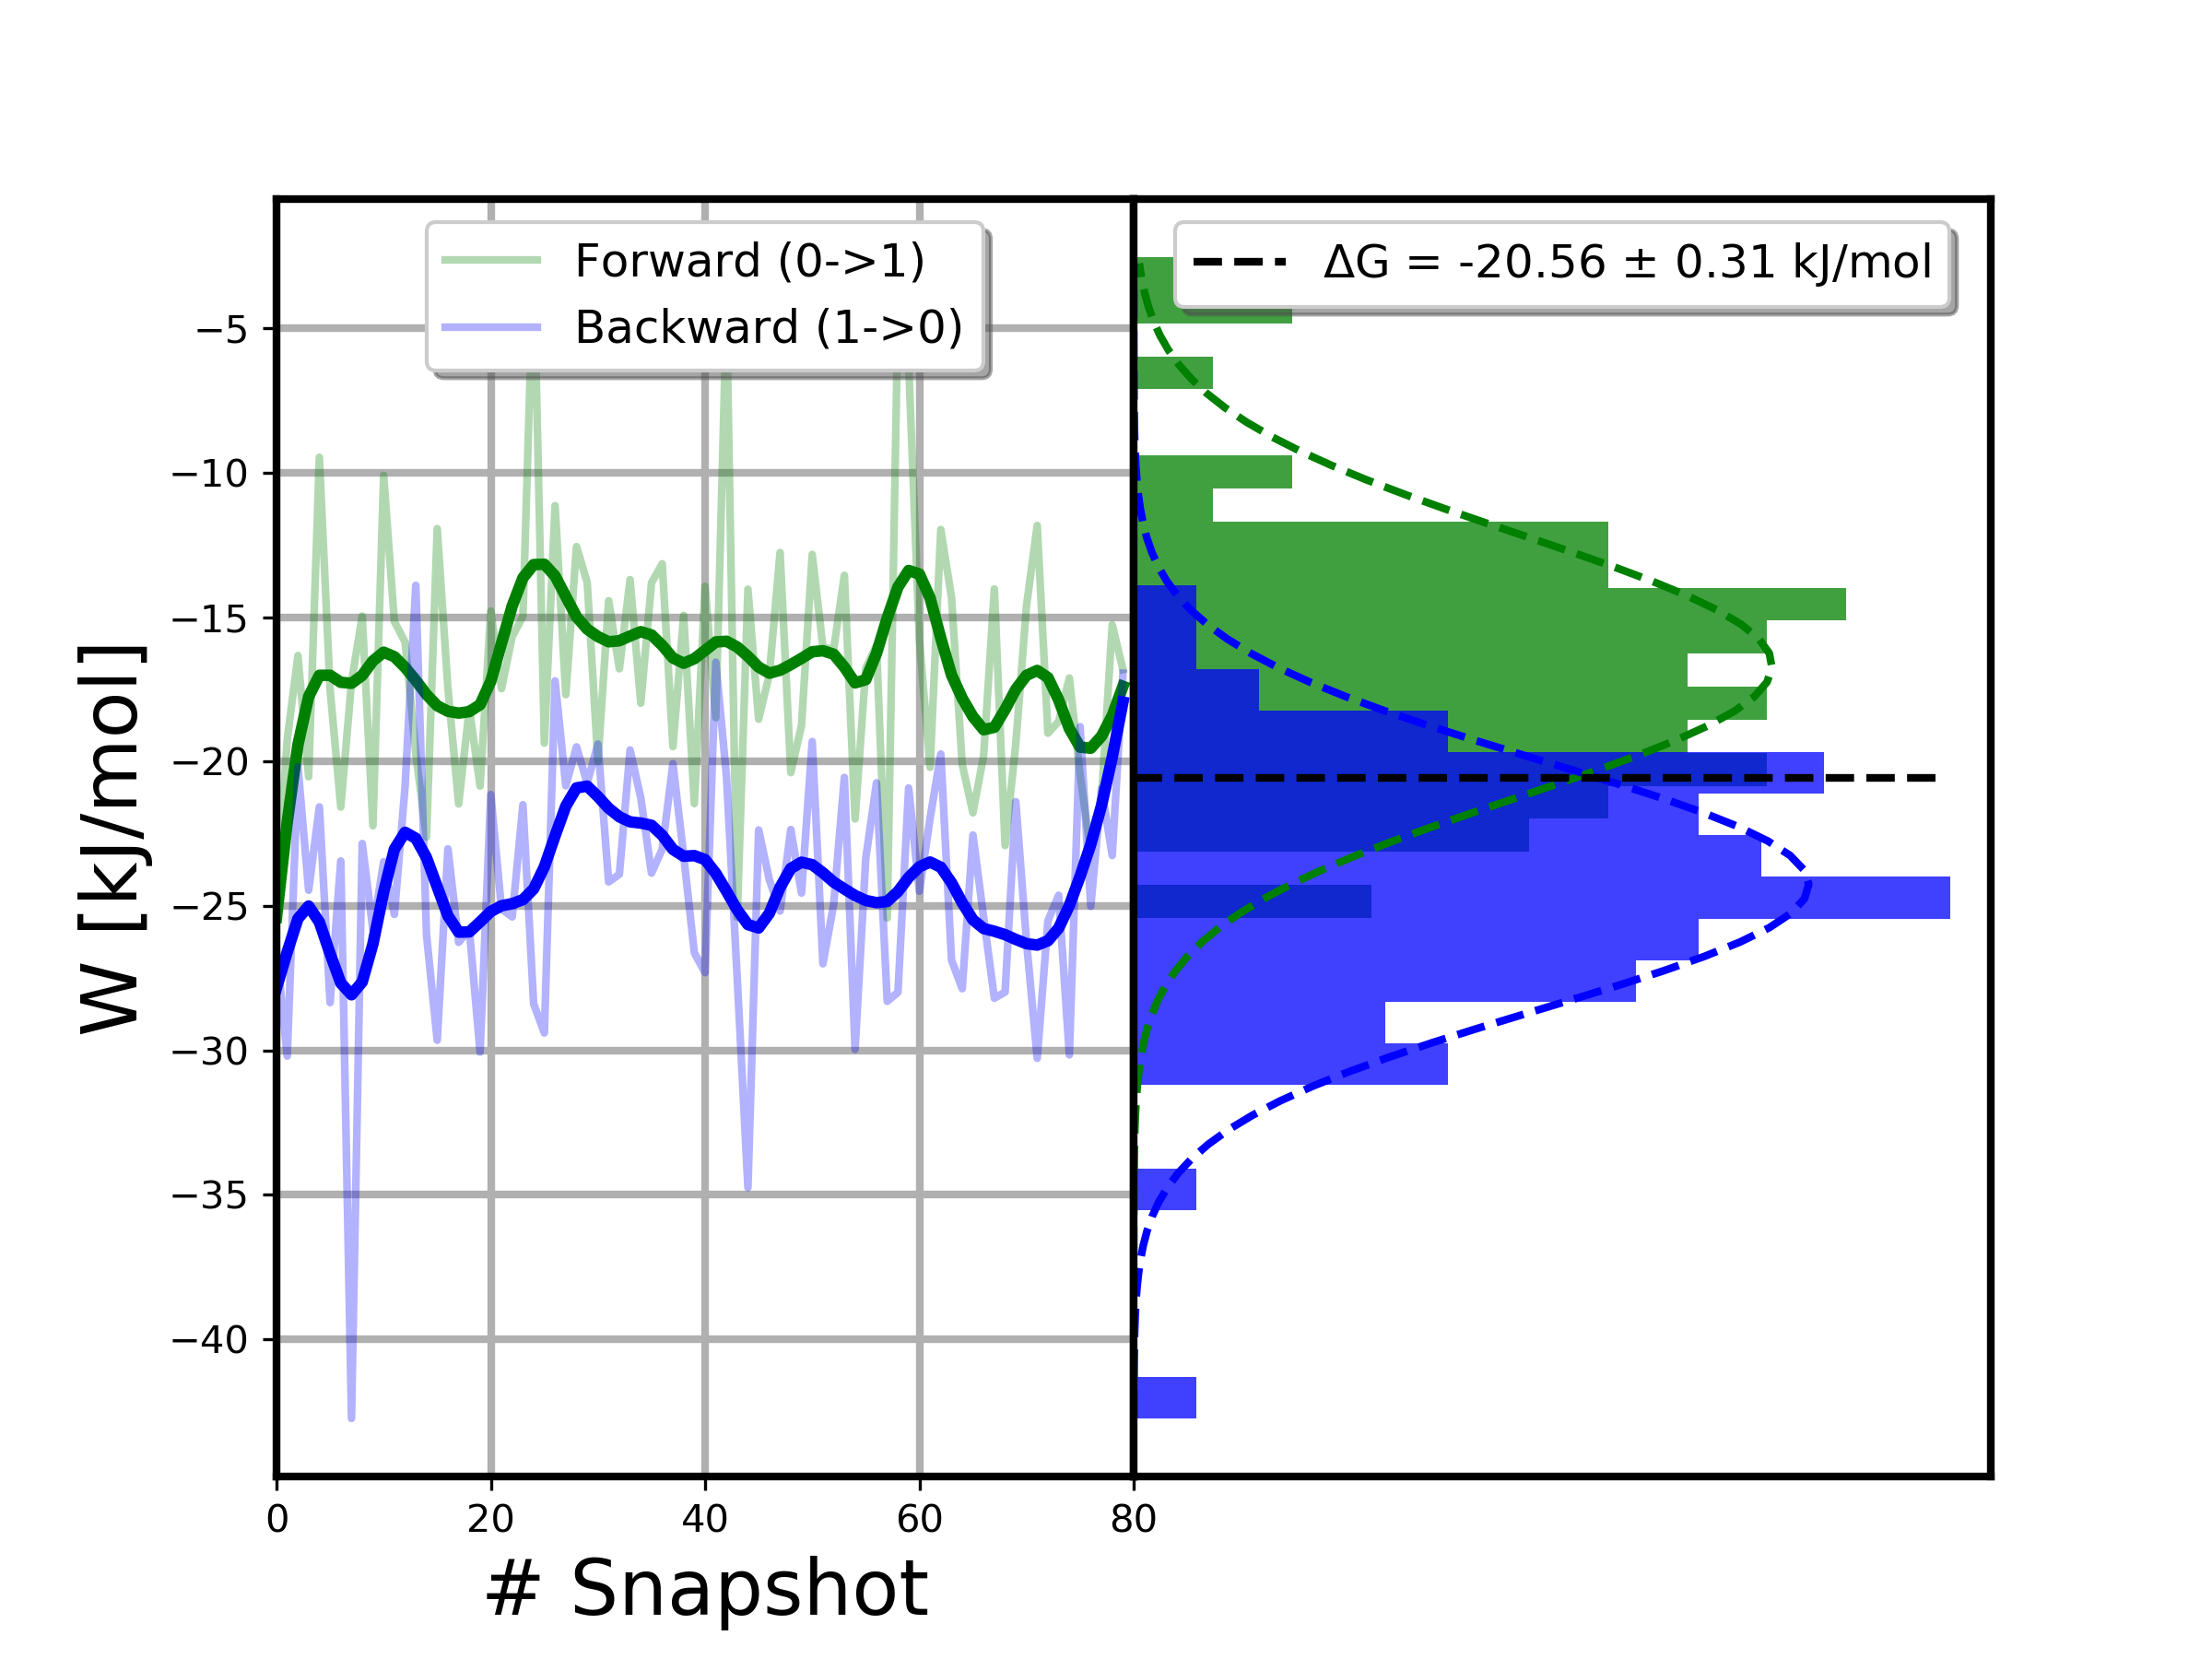 Forward (0->1)
Backward (1->0)
ΔG = -20.56 ± 0.31 kJ/mol
W [kJ/mol]
−5
−10
−15
−20
−25
−30
−35
−40
0 20 40 60 80
# Snapshot